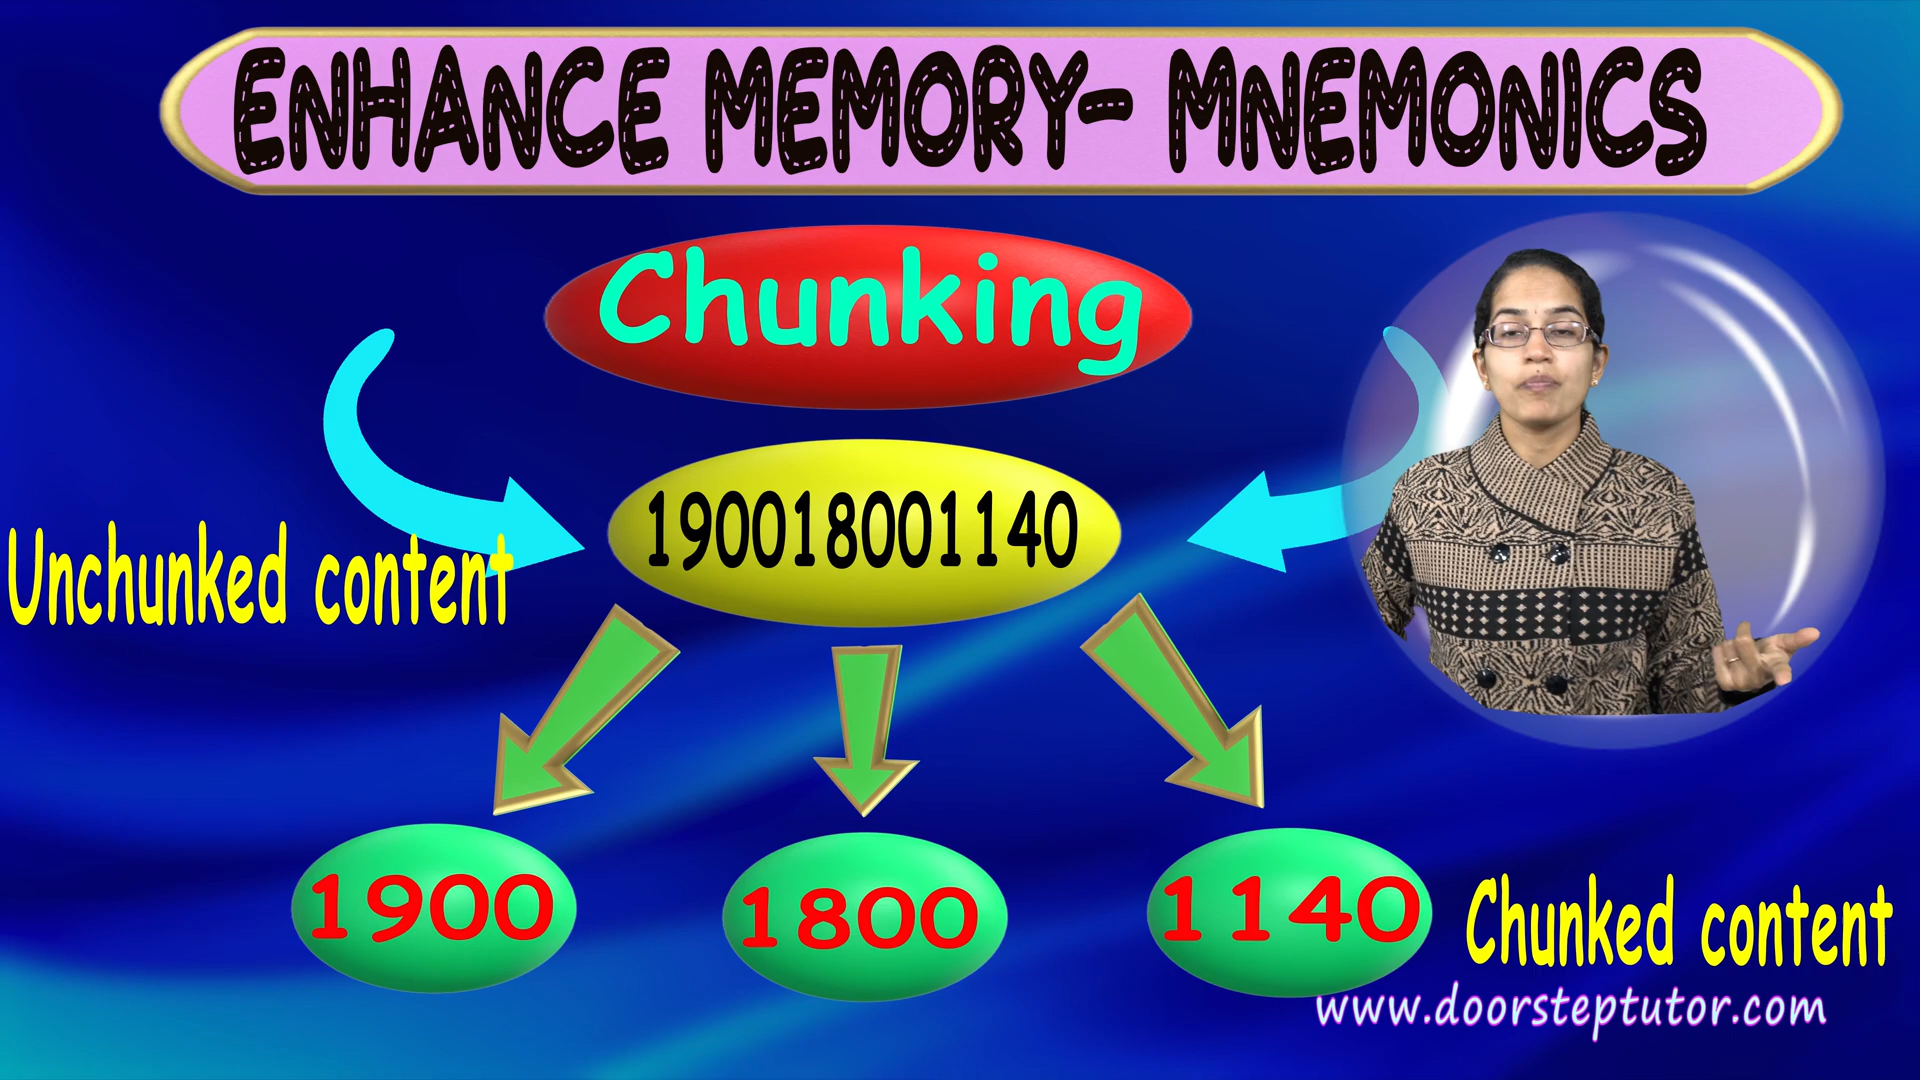 ENHANCE MEMORY- MNEMONICS
Chunking
190018001140
Unchunked content
1900
1800
1140
Chunked content
www.doorsteptutor.com